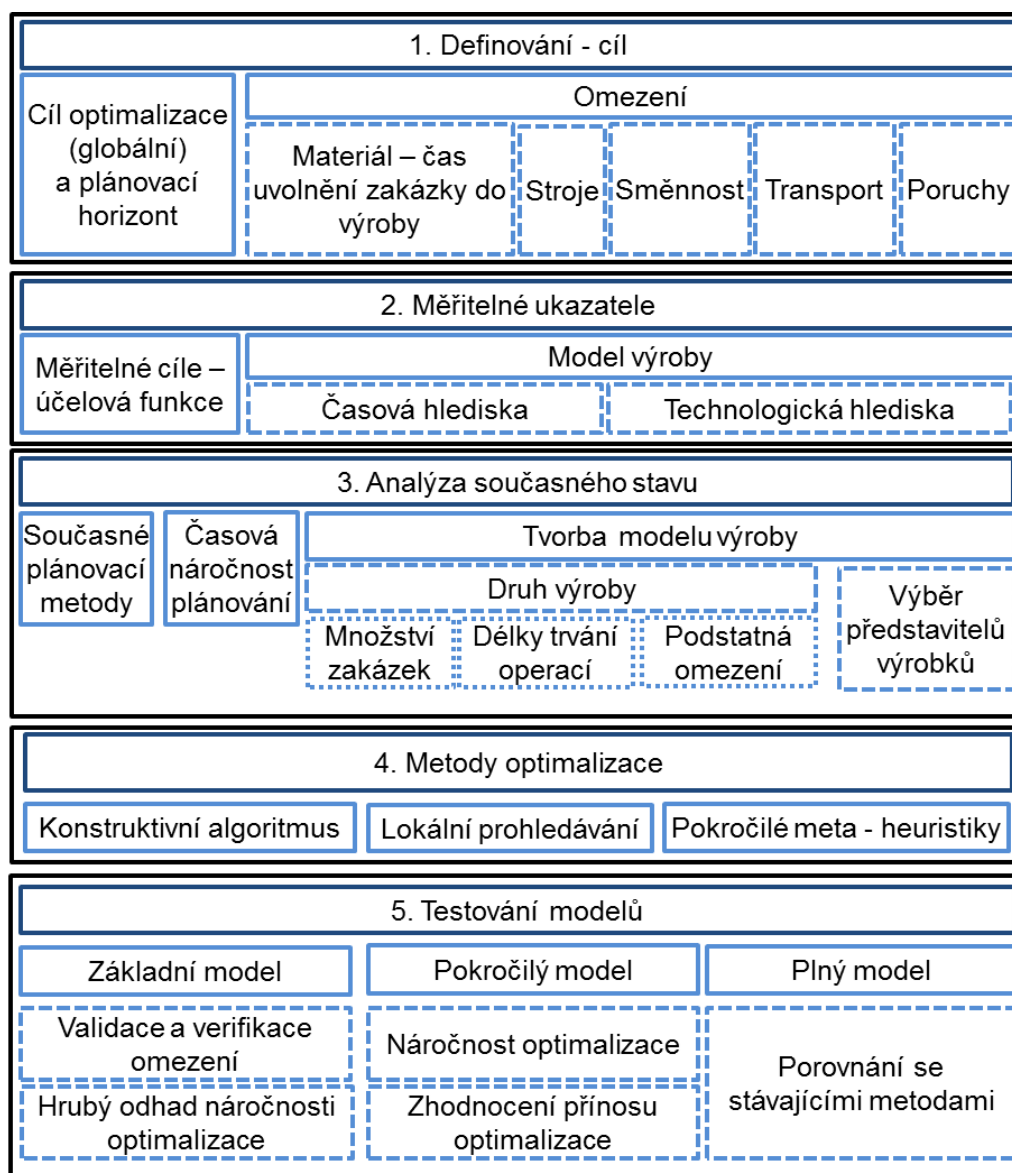 1. Definování - cíl
Cíl optimalizace
(globální)
a plánovací
horizont
Omezení
Materiál – čas
uvolnění zakázky do
výroby
Stroje
Směnnost
Transport
Poruchy
2. Měřitelné ukazatele
Měřitelné cíle –
účelová funkce
Model výroby
Časová hlediska
Technologická hlediska
3. Analýza současného stavu
Současné
plánovací
metody
Časová
náročnost
plánování
Tvorba modelu výroby
Druh výroby
Množství
zakázek
Délky trvání
operací
Podstatná
omezení
Výběr
představitelů
výrobků
4. Metody optimalizace
Konstruktivní algoritmus
Lokální prohledávání
Pokročilé meta - heuristiky
5. Testování modelů
Základní model
Validace a verifikace
omezení
Hrubý odhad náročnosti
optimalizace
Pokročilý model
Náročnost optimalizace
Zhodnocení přínosu
optimalizace
Plný model
Porovnání se
stávajícími metodami